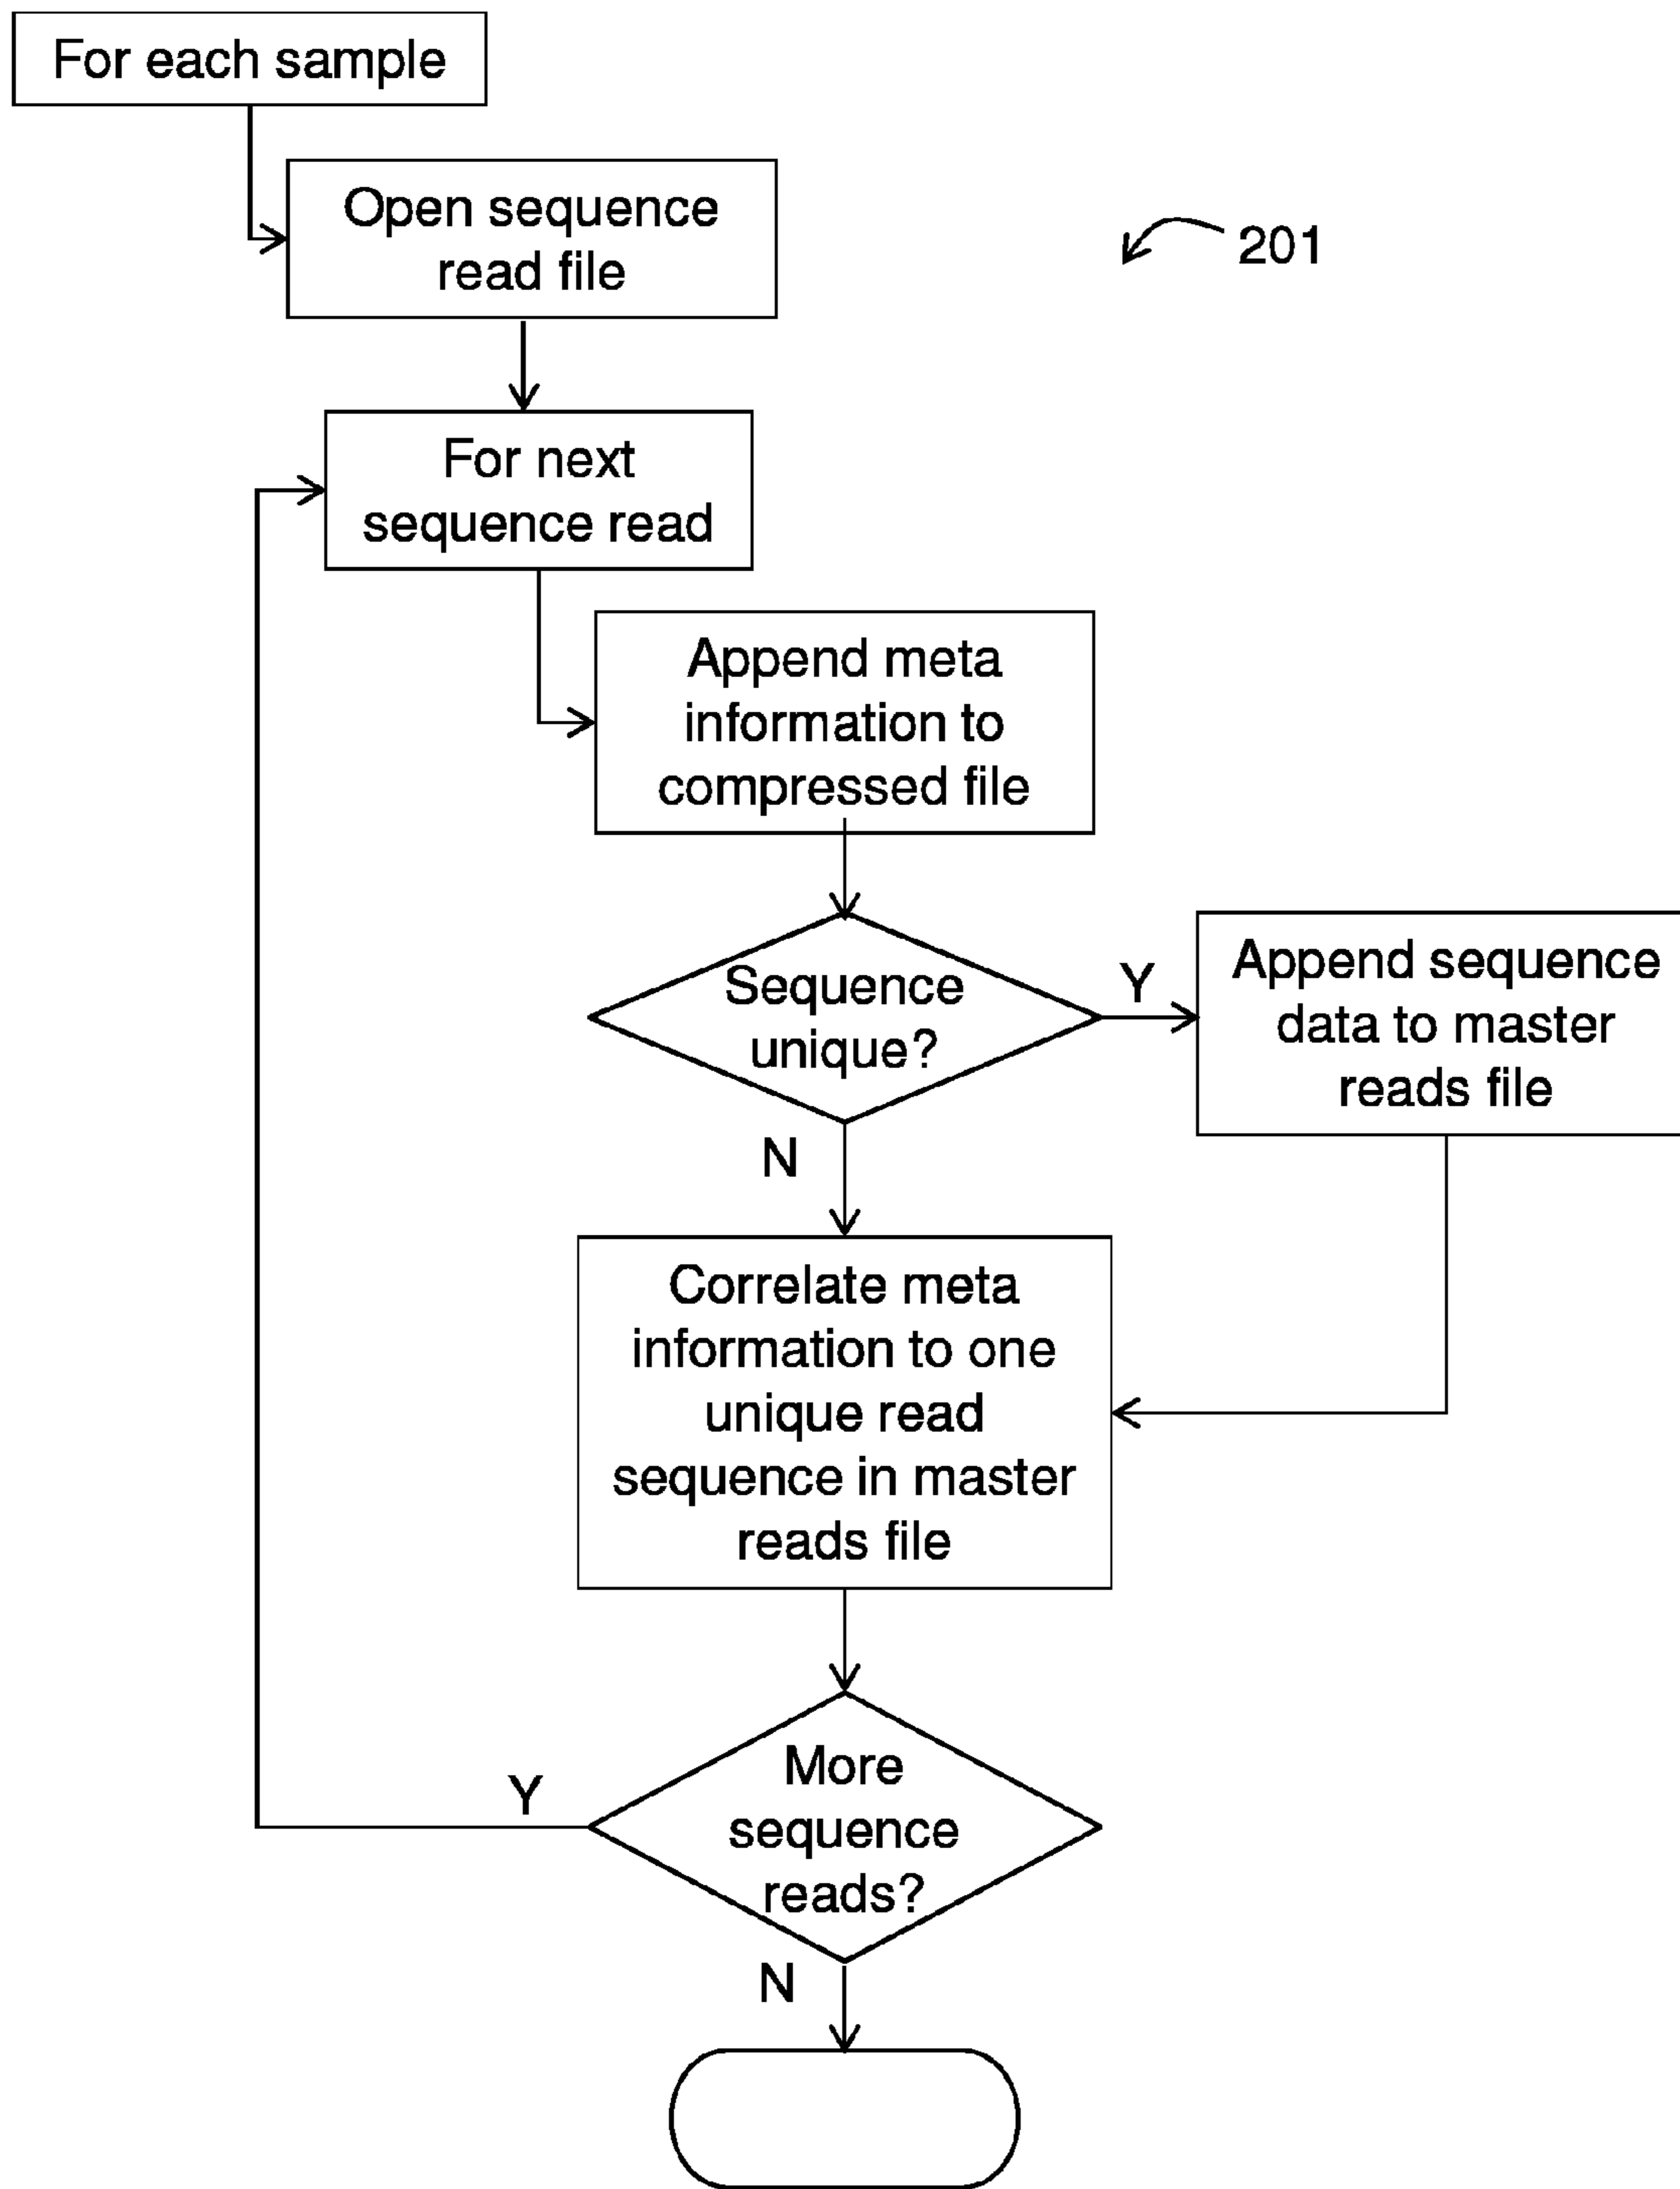 For each sample
Open sequence
read file
201
For next
sequence read
Append meta
information to
compressed file
Sequence
unique?
Y
Append sequence
data to master
reads file
N
Correlate meta
information to one
unique read
sequence in master
reads file
More
sequence
reads?
Y
N